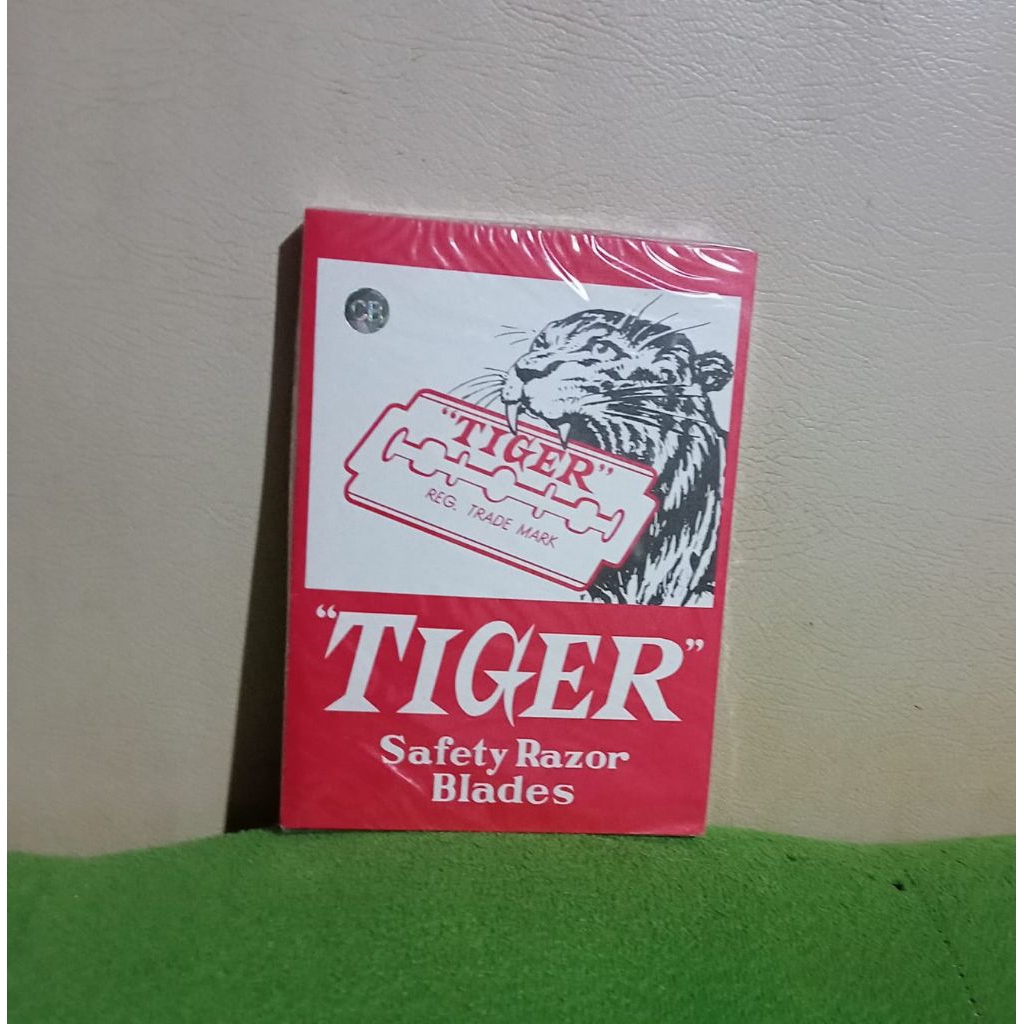 CB
"TIGER"
REG. TRADE MARK
"TIGER"
Safety Razor
Blades